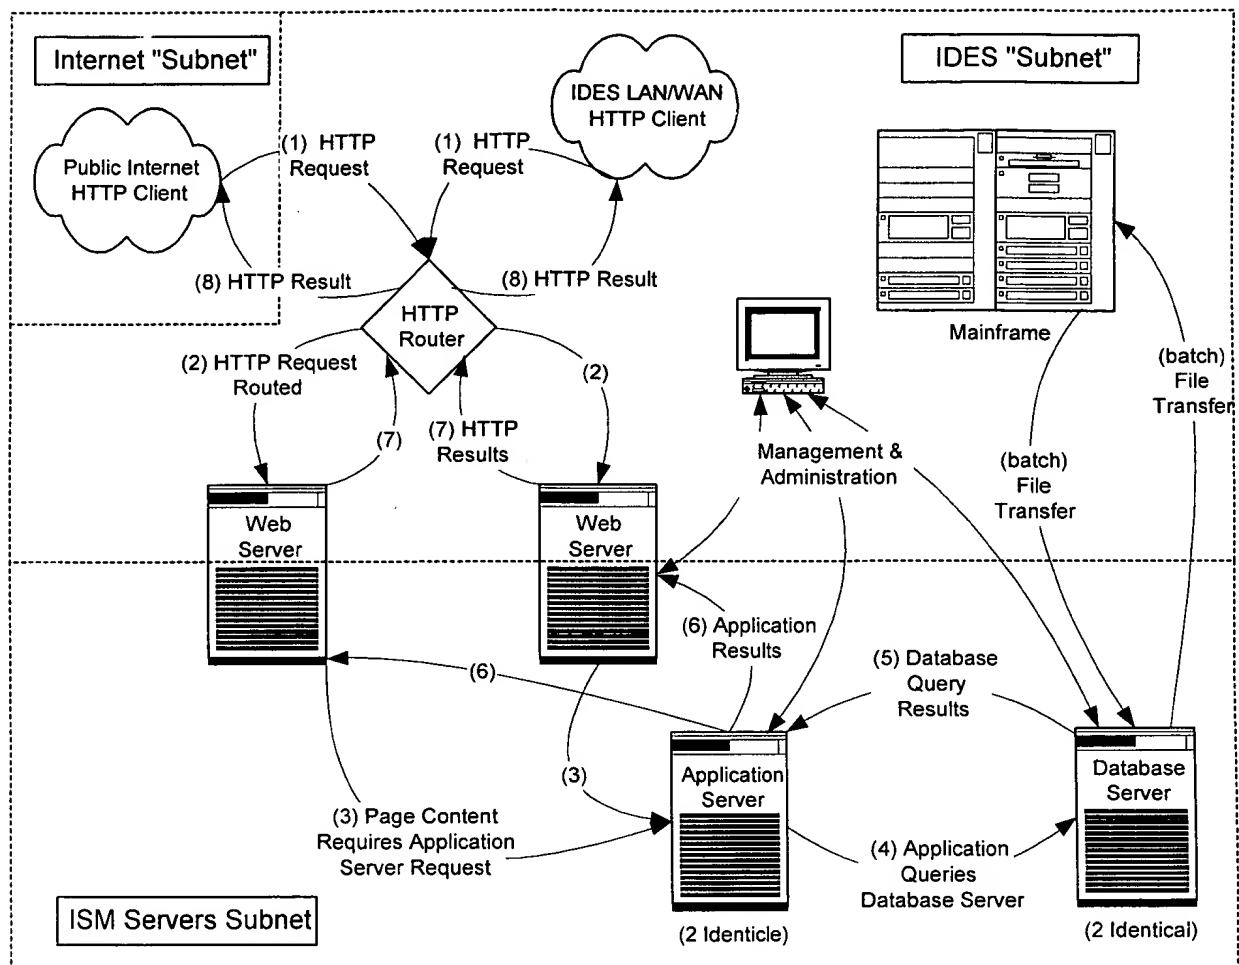 Internet "Subnet"
IDES "Subnet"
IDES LAN/WAN
HTTP Client
Public Internet
HTTP Client
(1) HTTP
Request
(1) HTTP
Request
(8) HTTP Result
(8) HTTP Result
HTTP
Router
Mainframe
(2) HTTP Request
Routed
(2)
(7)
(7) HTTP
Results
(batch)
File
Transfer
Management &
Administration
(batch)
File
Transfer
Web
Server
Web
Server
(6) Application
Results
(6)
(5) Database
Query
Results
(3)
Application
Server
Database
Server
(3) Page Content
Requires Application
Server Request
(4) Application
Queries
Database Server
ISM Servers Subnet
(2 Identicle)
(2 Identical)